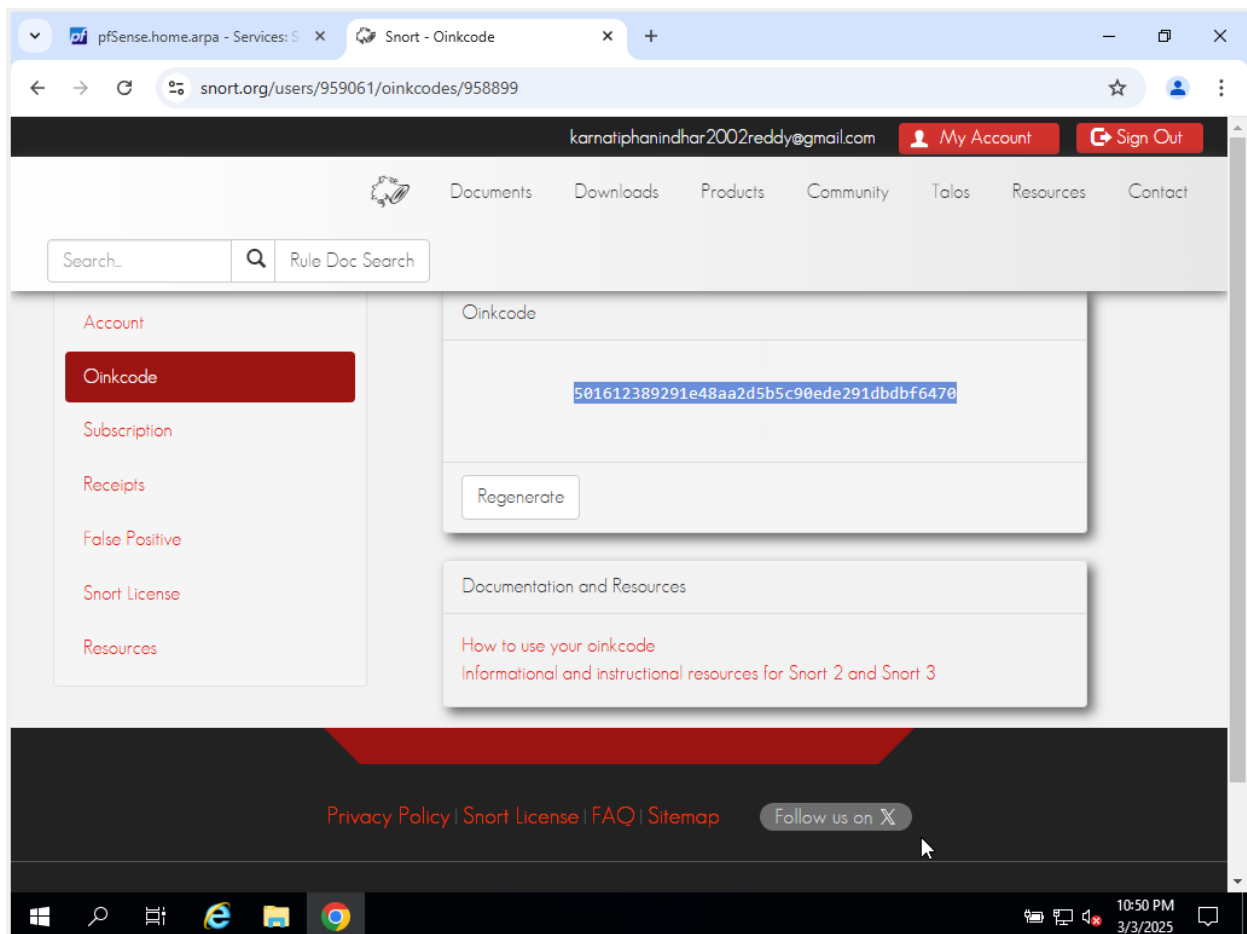 pfSense.home.arpa - Services: S
Snort - Oinkcode
snort.org/users/959061/oinkcodes/958899
karnatiphanindhar2002reddy@gmail.com My Account Sign Out
Documents Downloads Products Community Talos Resources Contact
Search... Rule Doc Search
Account
Oinkcode
Subscription
Receipts
False Positive
Snort License
Resources
Oinkcode
501612389291e48aa2d5b5c90ede291dbdbf6470
Regenerate
Documentation and Resources
How to use your oinkcode
Informational and instructional resources for Snort 2 and Snort 3
Privacy Policy | Snort License | FAQ | Sitemap Follow us on X
10:50 PM
3/3/2025